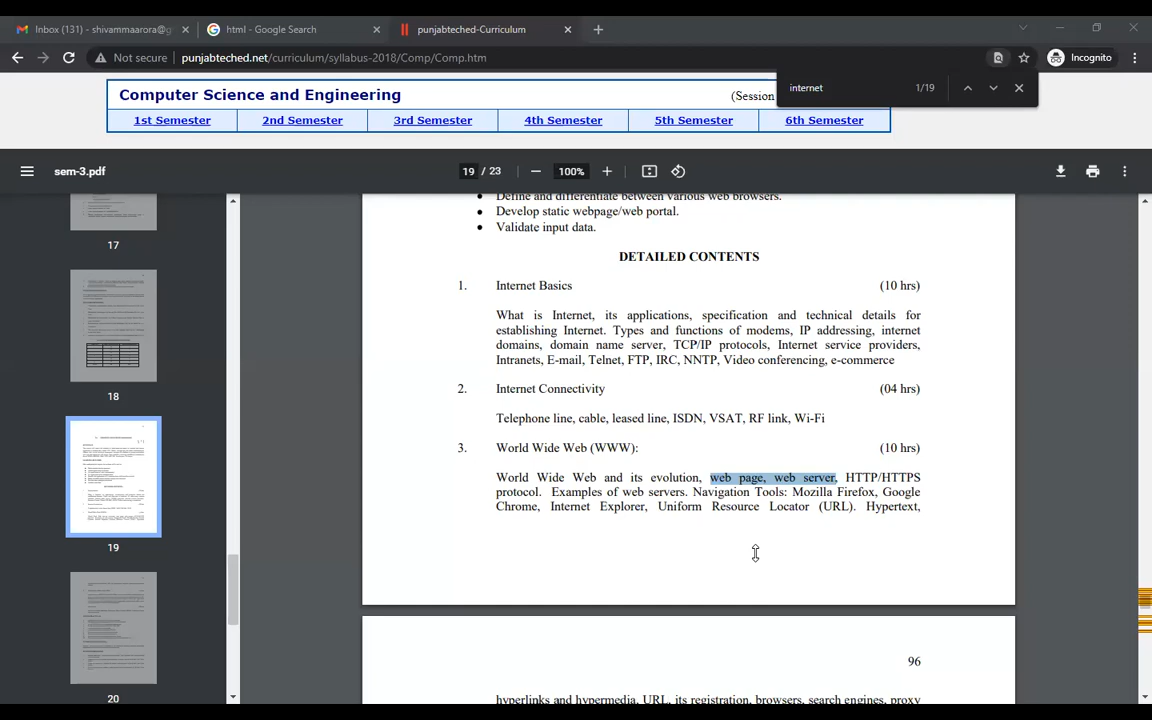 Inbox (131) - shivammaarora@g
html - Google Search
punjabteched-Curriculum
Not secure
punjabteched.net/curriculum/syllabus-2018/Comp/Comp.htm
Incognito
internet
1/19
Computer Science and Engineering
(Session
1st Semester
2nd Semester
3rd Semester
4th Semester
5th Semester
6th Semester
sem-3.pdf
19 / 23
100%
17
18
19
20
• Define and differentiate between various web browsers.
• Develop static webpage/web portal.
• Validate input data.
DETAILED CONTENTS
1. Internet Basics (10 hrs)
What is Internet, its applications, specification and technical details for
establishing Internet. Types and functions of modems, IP addressing, internet
domains, domain name server, TCP/IP protocols, Internet service providers,
Intranets, E-mail, Telnet, FTP, IRC, NNTP, Video conferencing, e-commerce
2. Internet Connectivity (04 hrs)
Telephone line, cable, leased line, ISDN, VSAT, RF link, Wi-Fi
3. World Wide Web (WWW): (10 hrs)
World Wide Web and its evolution, web page, web server, HTTP/HTTPS
protocol. Examples of web servers. Navigation Tools: Mozilla Firefox, Google
Chrome, Internet Explorer, Uniform Resource Locator (URL). Hypertext,
96
hyperlinks and hypermedia, URL, its registration, browsers, search engines, proxy